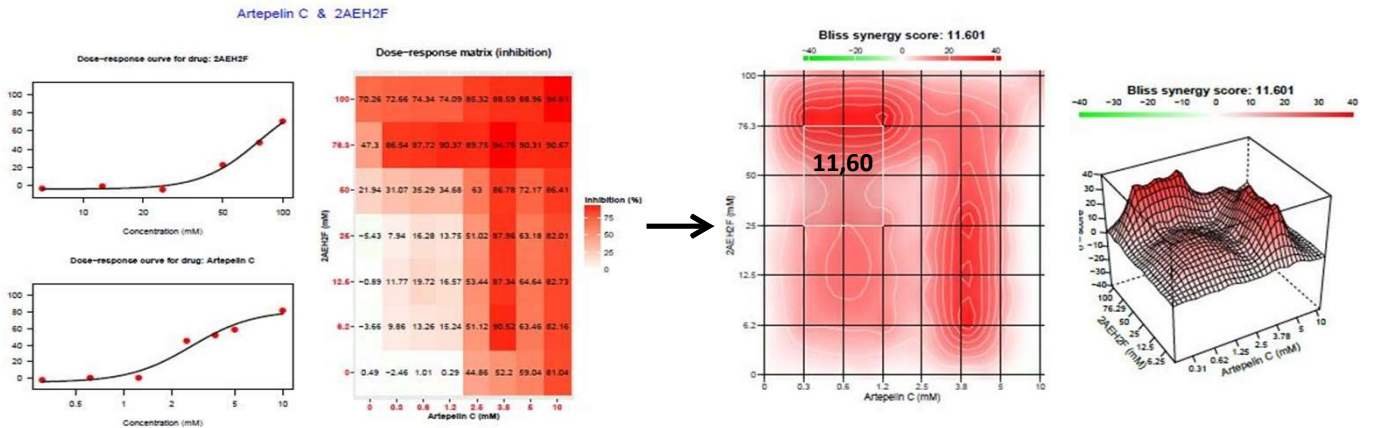 Artepelin C & 2AEH2F
Dose-response curve for drug: 2AEH2F
100
80
60
40
20
0
10 20 50 100
Concentration (mM)
Dose-response curve for drug: Artepelin C
100
80
60
40
20
0
0.5 1 2 5 10
Concentration (mM)
Dose-response matrix (inhibition)
100 70.26 72.66 74.34 74.09 85.32 88.59 88.96 94.61
76.3 47.3 86.54 87.72 90.37 89.75 94.75 90.31 90.67
50 21.94 31.07 35.29 34.68 63 86.78 72.17 86.41
25 -5.43 7.94 16.28 13.75 51.02 87.96 63.18 82.01
12.5 -0.89 11.77 19.72 16.57 53.44 87.34 64.64 82.73
6.2 -3.66 9.86 13.26 15.24 51.12 90.52 63.46 82.16
0 0.49 -2.46 1.01 0.29 44.86 52.2 59.04 81.04
0 0.3 0.6 1.2 2.5 3.8 5 10
2AEH2F (mM)
Artepelin C (mM)
Inhibition (%)
75
50
25
0
Bliss synergy score: 11.601
-40 -20 0 20 40
100
76.3
50
25
12.5
6.2
0
11,60
0 0.3 0.6 1.2 2.5 3.8 5 10
2AEH2F (mM)
Artepelin C (mM)
Bliss synergy score: 11.601
-40 -30 -20 -10 0 10 20 30 40
40
30
20
10
0
-10
-20
-30
-40
100
76.29
50
25
12.5
6.25
2AEH2F (mM)
0.31 0.62 1.25 2.5 3.78 5 10
Artepelin C (mM)